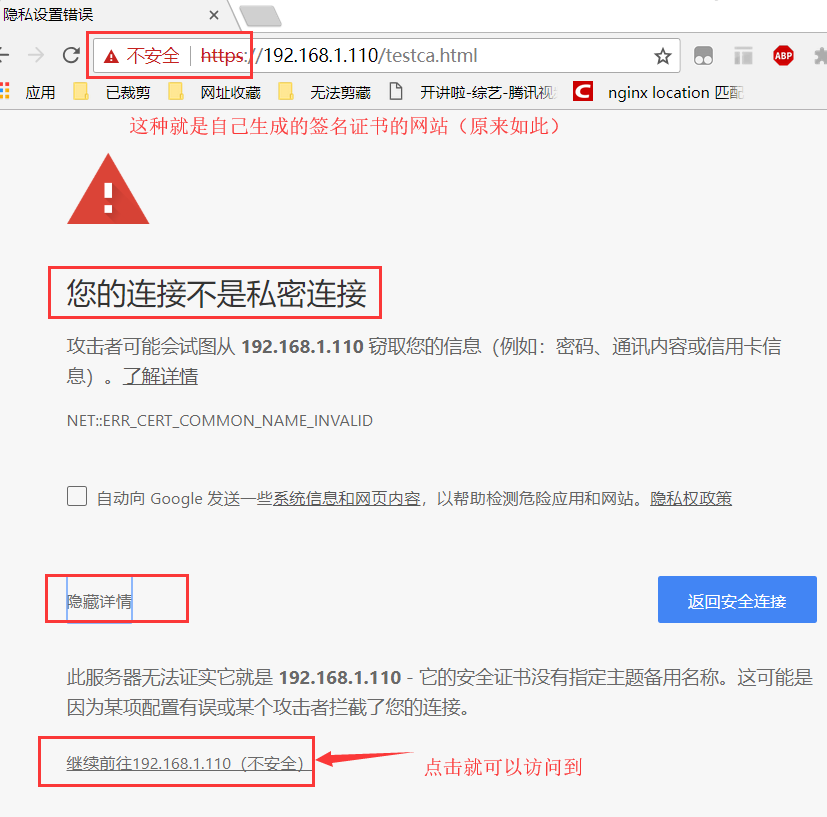 隐私设置错误
不安全 https://192.168.1.110/testca.html
ABP
应用 已裁剪 网址收藏 无法剪藏 开讲啦-综艺-腾讯视 C nginx location 匹配
这种就是自己生成的签名证书的网站（原来如此）
您的连接不是私密连接
攻击者可能会试图从 192.168.1.110 窃取您的信息（例如：密码、通讯内容或信用卡信
息）。了解详情
NET::ERR_CERT_COMMON_NAME_INVALID
自动向 Google 发送一些系统信息和网页内容，以帮助检测危险应用和网站。隐私权政策
隐藏详情
返回安全连接
此服务器无法证实它就是 192.168.1.110 - 它的安全证书没有指定主题备用名称。这可能是
因为某项配置有误或某个攻击者拦截了您的连接。
继续前往192.168.1.110（不安全）
点击就可以访问到